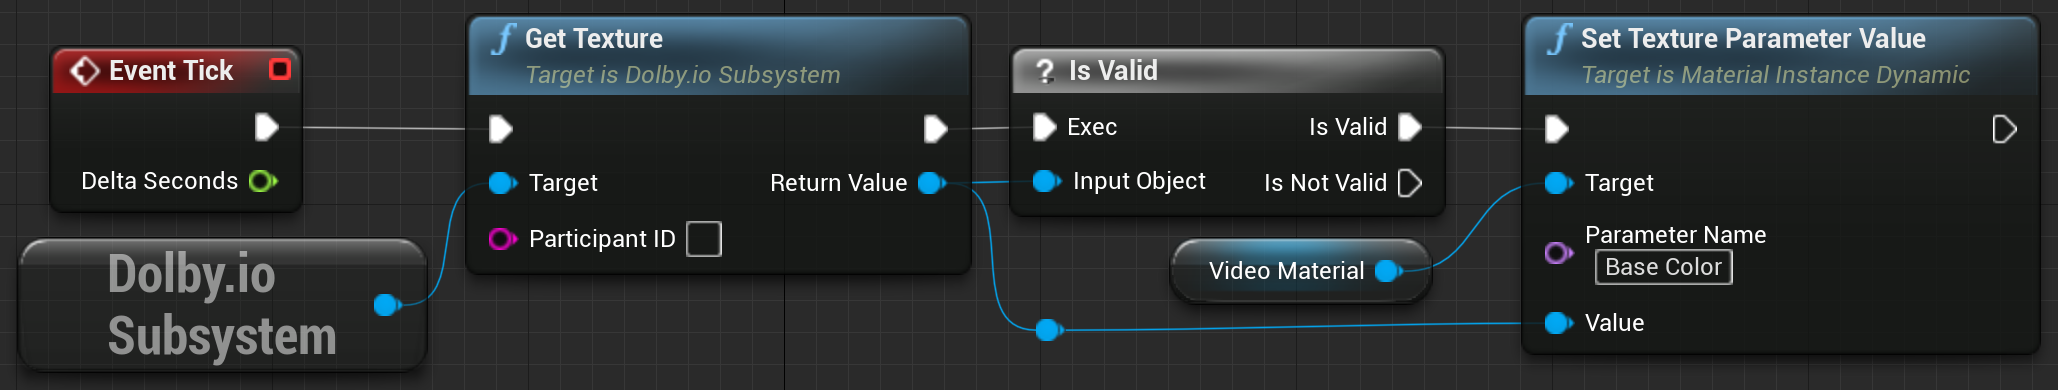 Event Tick
Delta Seconds
Dolby.io
Subsystem
f Get Texture
Target is Dolby.io Subsystem
Target
Return Value
Participant ID
? Is Valid
Exec
Is Valid
Input Object
Is Not Valid
Video Material
f Set Texture Parameter Value
Target is Material Instance Dynamic
Target
Parameter Name
Base Color
Value